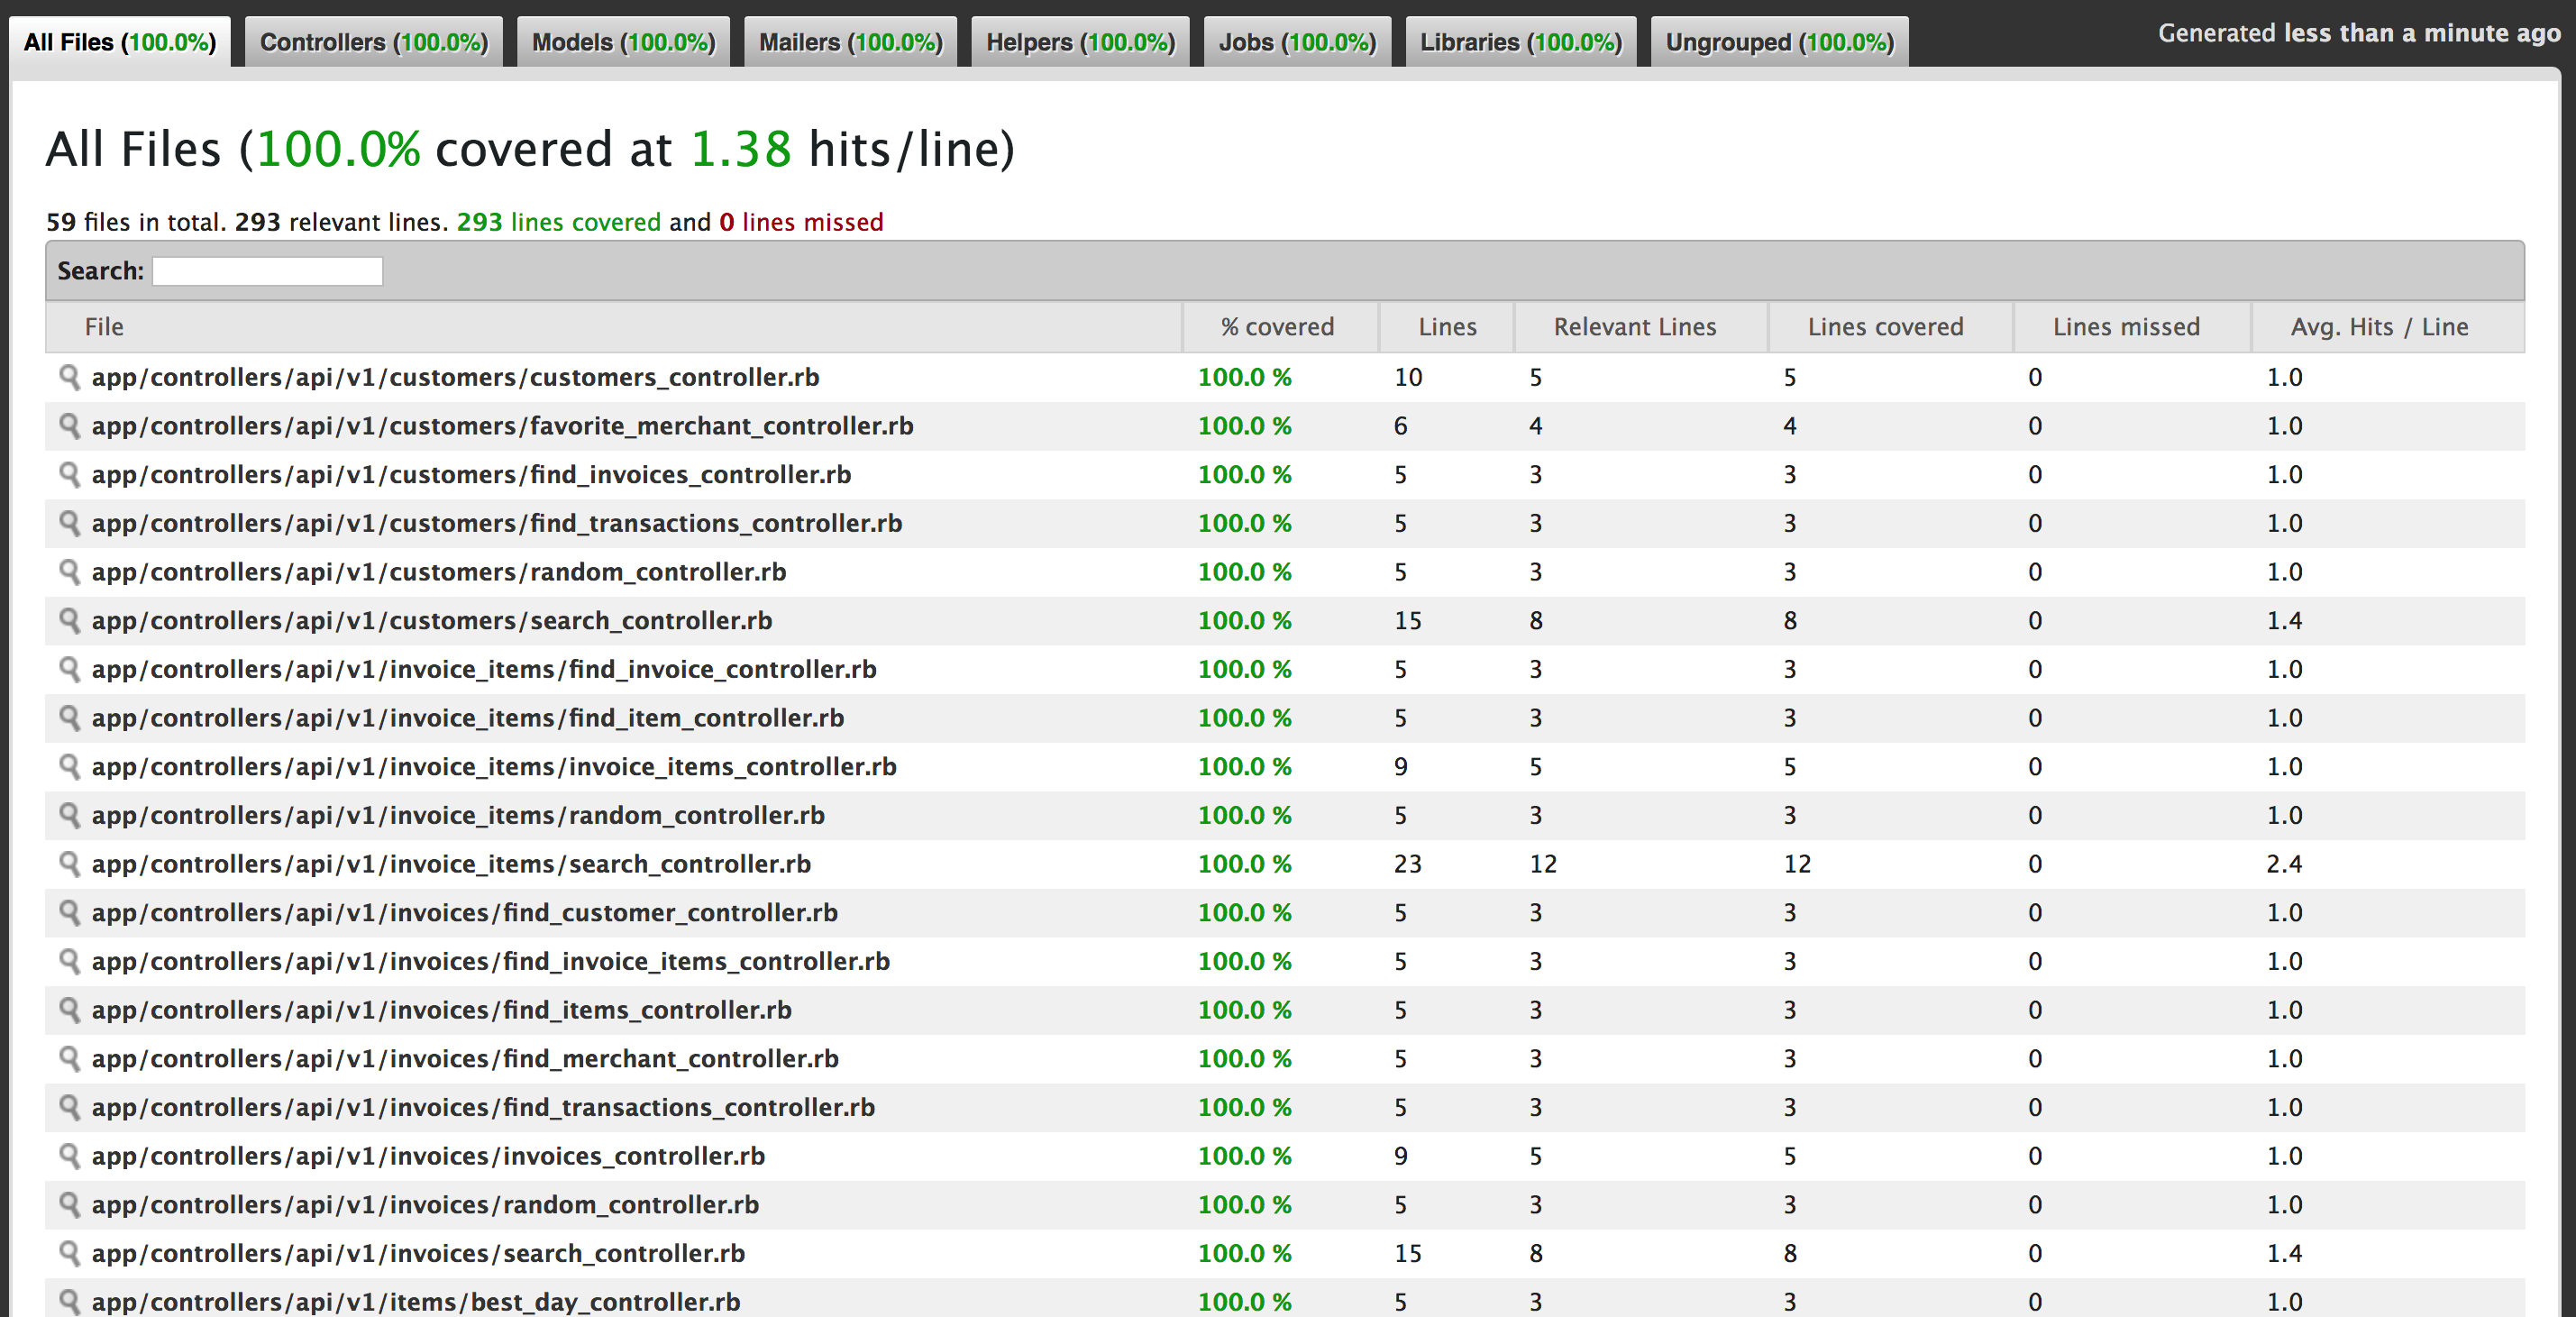 All Files (100.0%) Controllers (100.0%) Models (100.0%) Mailers (100.0%) Helpers (100.0%) Jobs (100.0%) Libraries (100.0%) Ungrouped (100.0%) Generated less than a minute ago
All Files (100.0% covered at 1.38 hits/line)
59 files in total. 293 relevant lines. 293 lines covered and 0 lines missed
Search:
File % covered Lines Relevant Lines Lines covered Lines missed Avg. Hits / Line
app/controllers/api/v1/customers/customers_controller.rb 100.0 % 10 5 5 0 1.0
app/controllers/api/v1/customers/favorite_merchant_controller.rb 100.0 % 6 4 4 0 1.0
app/controllers/api/v1/customers/find_invoices_controller.rb 100.0 % 5 3 3 0 1.0
app/controllers/api/v1/customers/find_transactions_controller.rb 100.0 % 5 3 3 0 1.0
app/controllers/api/v1/customers/random_controller.rb 100.0 % 5 3 3 0 1.0
app/controllers/api/v1/customers/search_controller.rb 100.0 % 15 8 8 0 1.4
app/controllers/api/v1/invoice_items/find_invoice_controller.rb 100.0 % 5 3 3 0 1.0
app/controllers/api/v1/invoice_items/find_item_controller.rb 100.0 % 5 3 3 0 1.0
app/controllers/api/v1/invoice_items/invoice_items_controller.rb 100.0 % 9 5 5 0 1.0
app/controllers/api/v1/invoice_items/random_controller.rb 100.0 % 5 3 3 0 1.0
app/controllers/api/v1/invoice_items/search_controller.rb 100.0 % 23 12 12 0 2.4
app/controllers/api/v1/invoices/find_customer_controller.rb 100.0 % 5 3 3 0 1.0
app/controllers/api/v1/invoices/find_invoice_items_controller.rb 100.0 % 5 3 3 0 1.0
app/controllers/api/v1/invoices/find_items_controller.rb 100.0 % 5 3 3 0 1.0
app/controllers/api/v1/invoices/find_merchant_controller.rb 100.0 % 5 3 3 0 1.0
app/controllers/api/v1/invoices/find_transactions_controller.rb 100.0 % 5 3 3 0 1.0
app/controllers/api/v1/invoices/invoices_controller.rb 100.0 % 9 5 5 0 1.0
app/controllers/api/v1/invoices/random_controller.rb 100.0 % 5 3 3 0 1.0
app/controllers/api/v1/invoices/search_controller.rb 100.0 % 15 8 8 0 1.4
app/controllers/api/v1/items/best_day_controller.rb 100.0 % 5 3 3 0 1.0